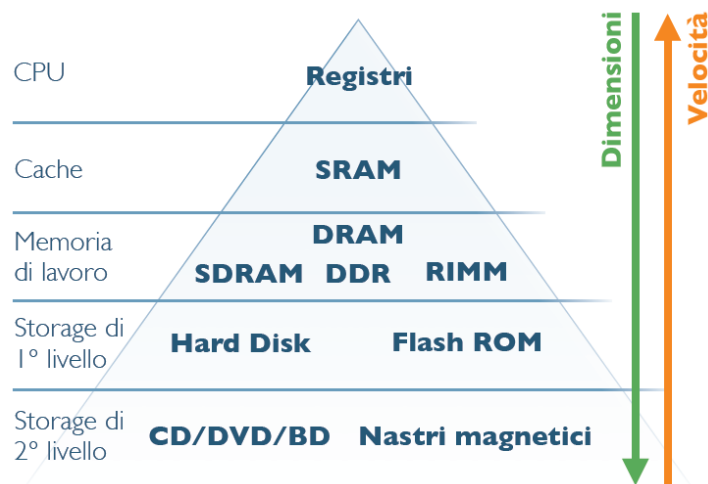 CPU
Registri
Cache
SRAM
Memoria
di lavoro
DRAM
SDRAM DDR RIMM
Storage di
1° livello
Hard Disk Flash ROM
Storage di
2° livello
CD/DVD/BD Nastri magnetici
Dimensioni
Velocità